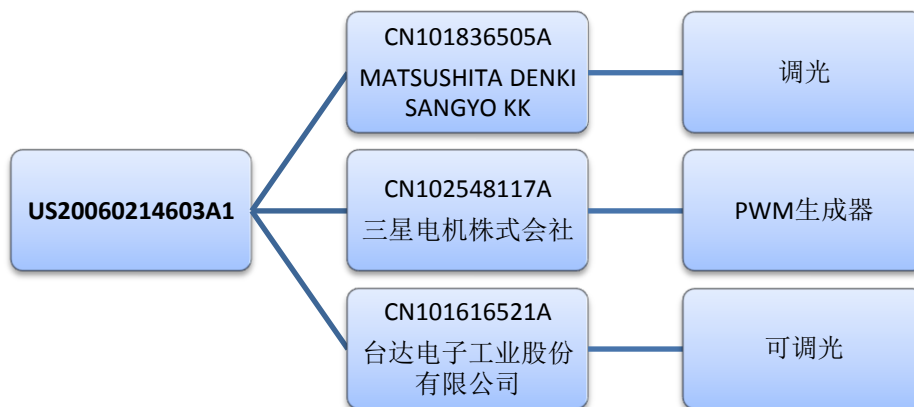 US20060214603A1
CN101836505A
MATSUSHITA DENKI
SANGYO KK
调光
CN102548117A
三星电机株式会社
PWM生成器
CN101616521A
台达电子工业股份
有限公司
可调光